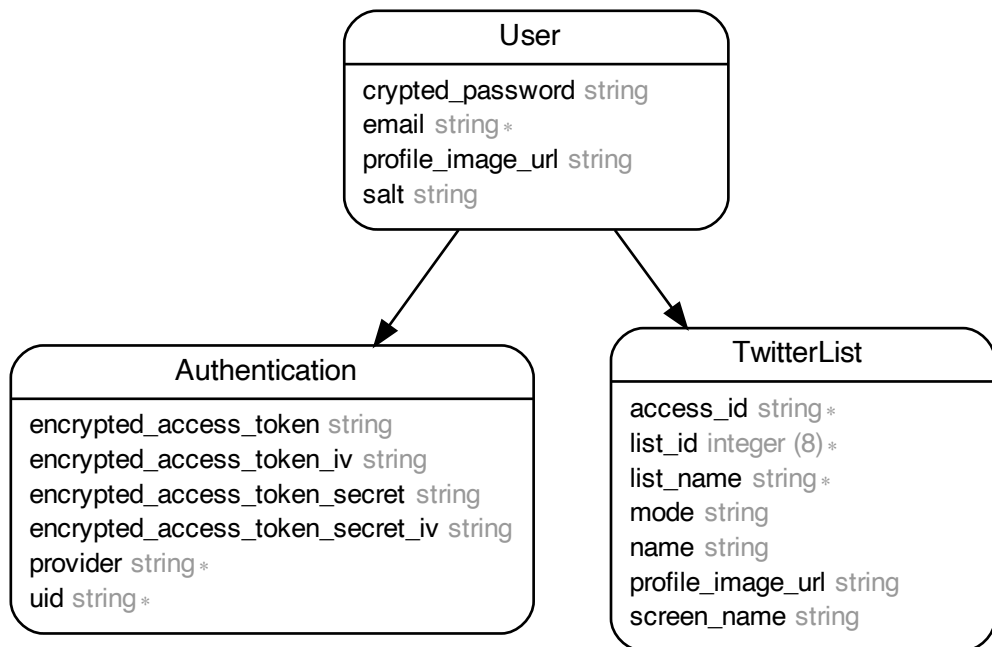 User
crypted_password string
email string *
profile_image_url string
salt string
Authentication
encrypted_access_token string
encrypted_access_token_iv string
encrypted_access_token_secret string
encrypted_access_token_secret_iv string
provider string *
uid string *
TwitterList
access_id string *
list_id integer (8) *
list_name string *
mode string
name string
profile_image_url string
screen_name string